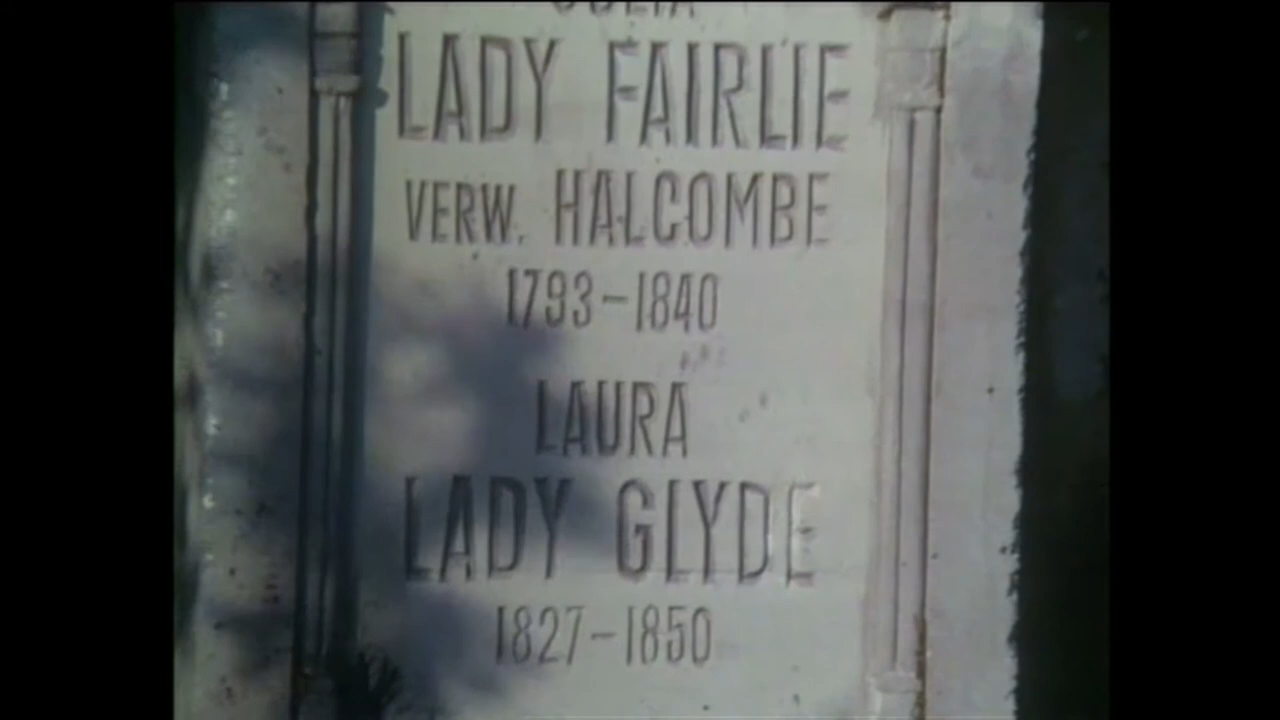 LADY FAIRLIE
VERW. HALCOMBE
1793-1840
LAURA
LADY GLYDE
1827-1850